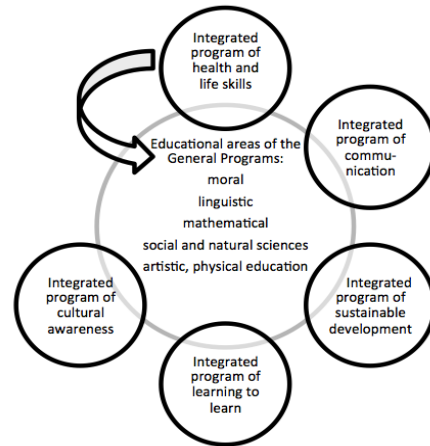 Integrated
program of
health and
life skills
Educational areas of the
General Programs:
moral
linguistic
mathematical
social and natural sciences
artistic, physical education
Integrated
program of
commu-
nication
Integrated
program of
sustainable
development
Integrated
program of
learning to
learn
Integrated
program of
cultural
awareness